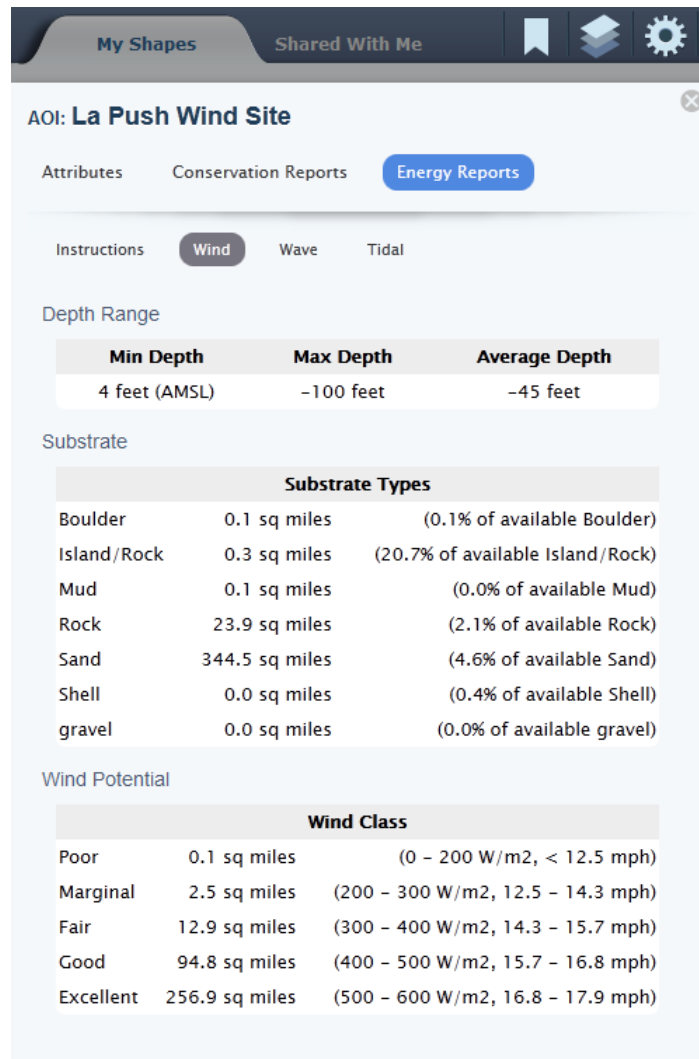 My Shapes Shared With Me
AOI: La Push Wind Site
Attributes Conservation Reports Energy Reports
Instructions Wind Wave Tidal
Depth Range
Min Depth Max Depth Average Depth
4 feet (AMSL) -100 feet -45 feet
Substrate
Substrate Types
Boulder 0.1 sq miles (0.1% of available Boulder)
Island/Rock 0.3 sq miles (20.7% of available Island/Rock)
Mud 0.1 sq miles (0.0% of available Mud)
Rock 23.9 sq miles (2.1% of available Rock)
Sand 344.5 sq miles (4.6% of available Sand)
Shell 0.0 sq miles (0.4% of available Shell)
gravel 0.0 sq miles (0.0% of available gravel)
Wind Potential
Wind Class
Poor 0.1 sq miles (0 - 200 W/m2, < 12.5 mph)
Marginal 2.5 sq miles (200 - 300 W/m2, 12.5 - 14.3 mph)
Fair 12.9 sq miles (300 - 400 W/m2, 14.3 - 15.7 mph)
Good 94.8 sq miles (400 - 500 W/m2, 15.7 - 16.8 mph)
Excellent 256.9 sq miles (500 - 600 W/m2, 16.8 - 17.9 mph)